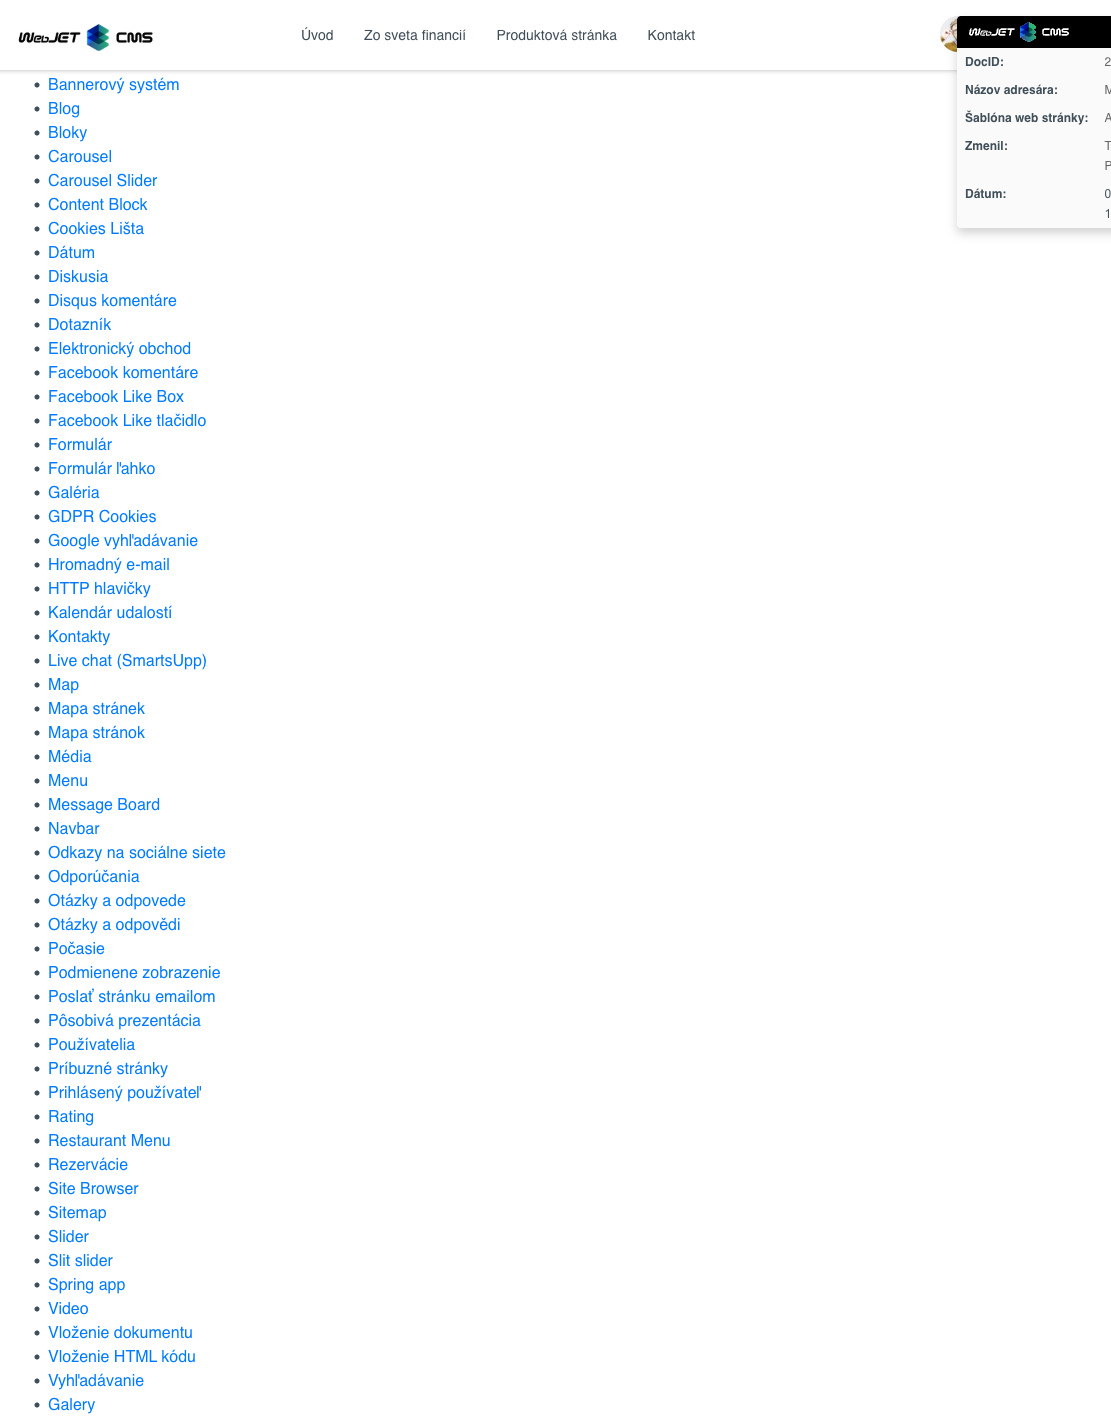 WebJET CMS
Úvod Zo sveta financií Produktová stránka Kontakt
WebJET CMS
DocID: 2
Názov adresára: M
Šablóna web stránky: A
Zmenil: T
P
Dátum: 0
1
Bannerový systém
Blog
Bloky
Carousel
Carousel Slider
Content Block
Cookies Lišta
Dátum
Diskusia
Disqus komentáre
Dotazník
Elektronický obchod
Facebook komentáre
Facebook Like Box
Facebook Like tlačidlo
Formulár
Formulár ľahko
Galéria
GDPR Cookies
Google vyhľadávanie
Hromadný e-mail
HTTP hlavičky
Kalendár udalostí
Kontakty
Live chat (SmartsUpp)
Map
Mapa stránek
Mapa stránok
Média
Menu
Message Board
Navbar
Odkazy na sociálne siete
Odporúčania
Otázky a odpovede
Otázky a odpovědi
Počasie
Podmienene zobrazenie
Poslať stránku emailom
Pôsobivá prezentácia
Používatelia
Príbuzné stránky
Prihlásený používateľ
Rating
Restaurant Menu
Rezervácie
Site Browser
Sitemap
Slider
Slit slider
Spring app
Video
Vloženie dokumentu
Vloženie HTML kódu
Vyhľadávanie
Galery